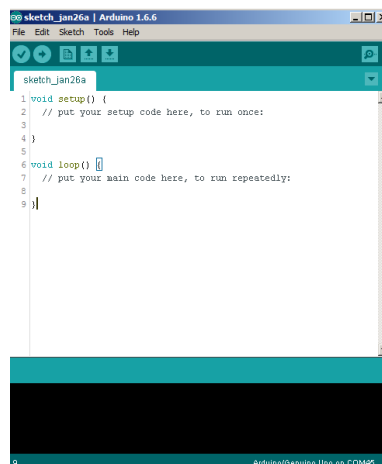 sketch_jan26a | Arduino 1.6.6
File Edit Sketch Tools Help
sketch_jan26a
1 void setup() {
2 // put your setup code here, to run once:
3
4 }
5
6 void loop() {
7 // put your main code here, to run repeatedly:
8
9 }
9 Arduino/Genuino Uno on